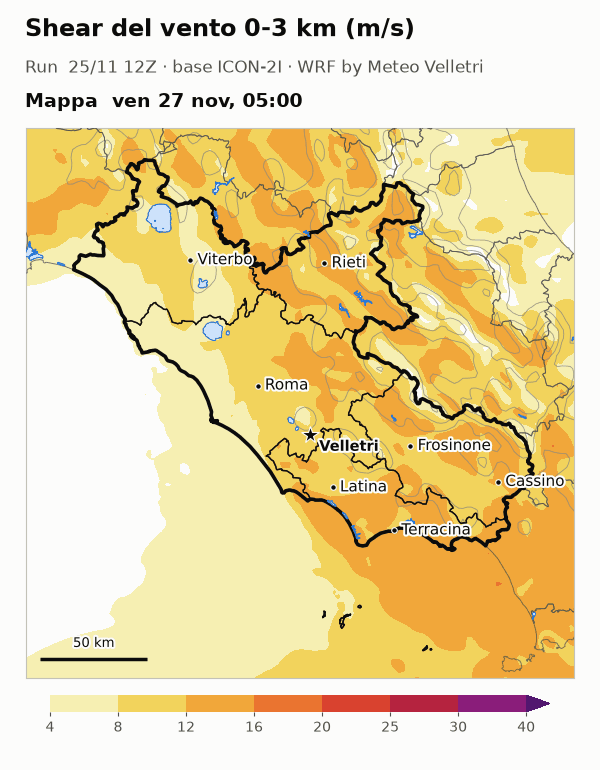 Shear del vento 0-3 km (m/s)
Run 25/11 12Z · base ICON-2I · WRF by Meteo Velletri
Mappa ven 27 nov, 05:00
Viterbo
Rieti
Roma
Velletri
Frosinone
Cassino
Latina
Terracina
50 km
4 8 12 16 20 25 30 40